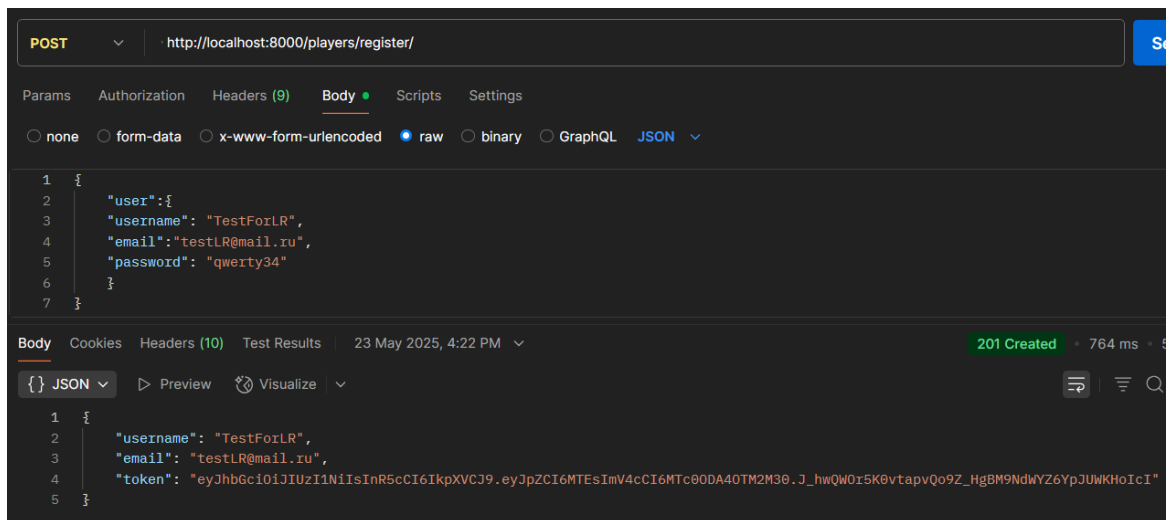 POST http://localhost:8000/players/register/
Params Authorization Headers (9) Body Scripts Settings
none form-data x-www-form-urlencoded raw binary GraphQL JSON
1 {
2 "user":{
3 "username": "TestForLR",
4 "email":"testLR@mail.ru",
5 "password": "qwerty34"
6 }
7 }
Body Cookies Headers (10) Test Results 23 May 2025, 4:22 PM 201 Created 764 ms
{} JSON Preview Visualize
1 {
2 "username": "TestForLR",
3 "email": "testLR@mail.ru",
4 "token": "eyJhbGciOiJIUzI1NiIsInR5cCI6IkpXVCJ9.eyJpZCI6MTEsImV4cCI6MTc0ODA4OTM2M30.J_hwQWOr5K0vtapvQo9Z_HgBM9NdWYZ6YpJUWKHoIcI"
5 }